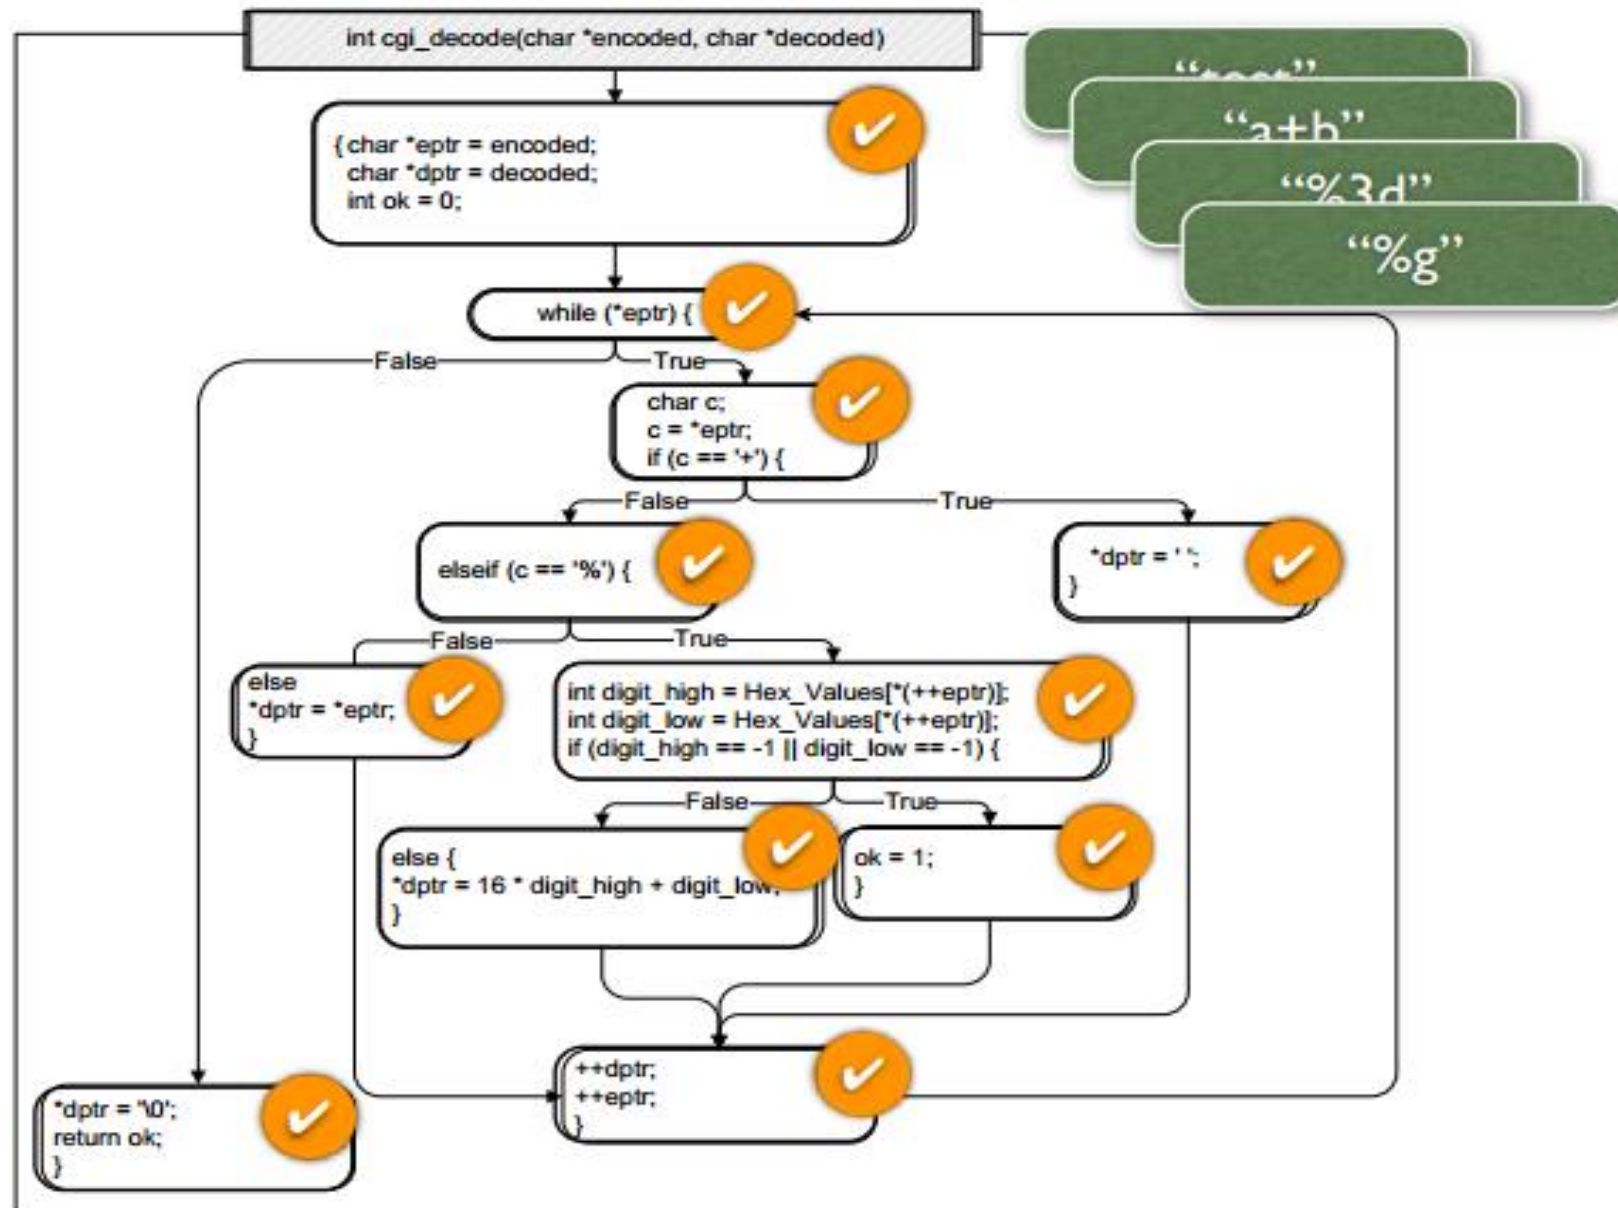 int cgi_decode(char *encoded, char *decoded)
“test”
“a+b”
“%3d”
“%g”
{ char *eptr = encoded;
char *dptr = decoded;
int ok = 0;
while (*eptr) {
False
True
char c;
c = *eptr;
if (c == '+') {
False
True
elseif (c == '%') {
*dptr = ' ';
}
False
True
else
*dptr = *eptr;
}
int digit_high = Hex_Values[*(++eptr)];
int digit_low = Hex_Values[*(++eptr)];
if (digit_high == -1 || digit_low == -1) {
False
True
else {
*dptr = 16 * digit_high + digit_low;
}
ok = 1;
}
++dptr;
++eptr;
}
*dptr = '\0';
return ok;
}